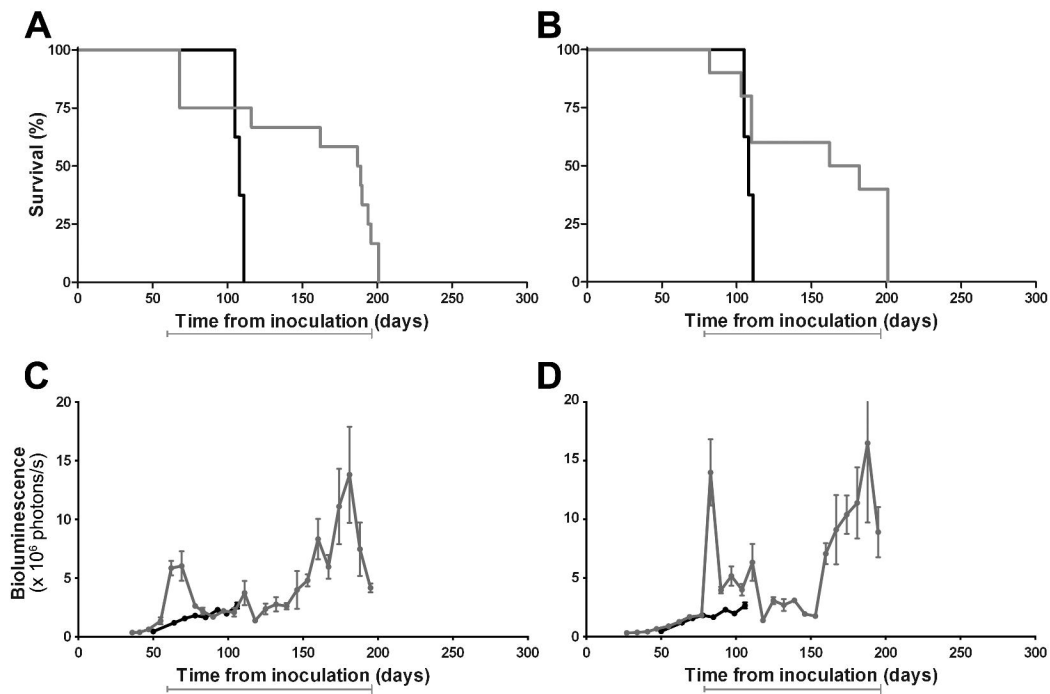 A
B
100
75
50
25
0
Survival (%)
0 50 100 150 200 250 300
Time from inoculation (days)
100
75
50
25
0
0 50 100 150 200 250 300
Time from inoculation (days)
C
D
20
15
10
5
0
Bioluminescence
(x 10⁶ photons/s)
0 50 100 150 200 250 300
Time from inoculation (days)
20
15
10
5
0
0 50 100 150 200 250 300
Time from inoculation (days)